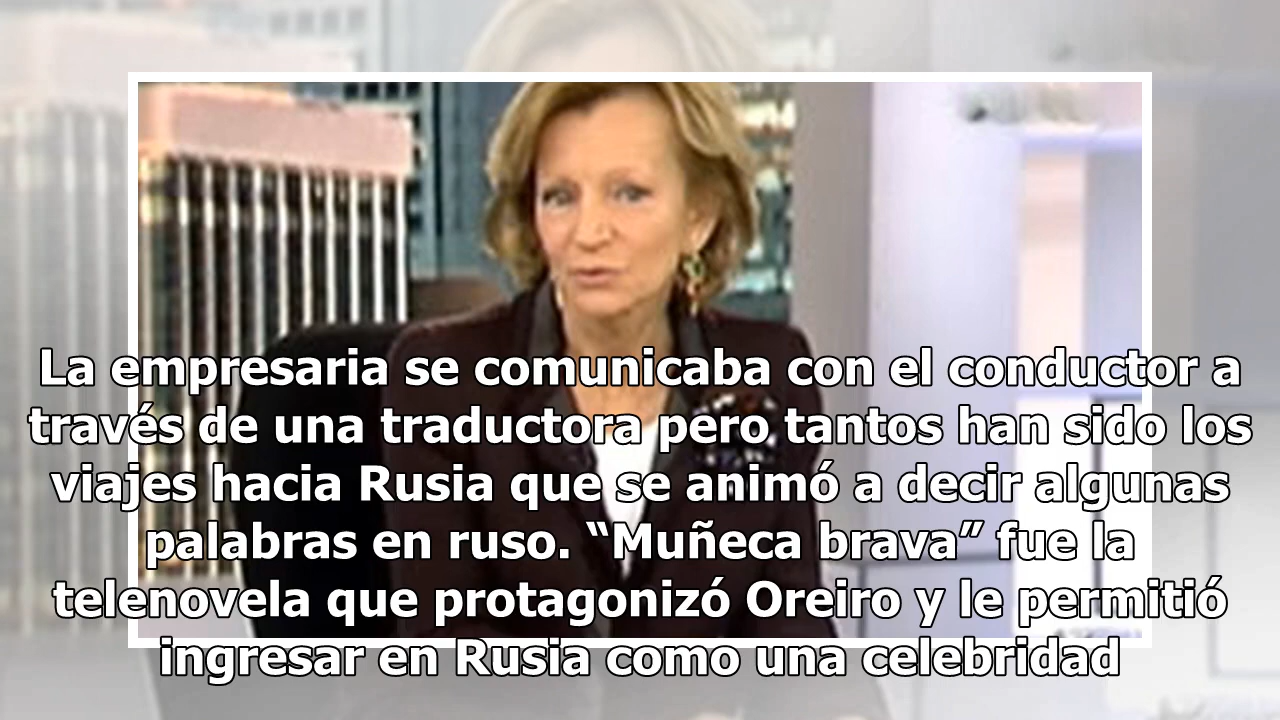 La empresaria se comunicaba con el conductor a
través de una traductora pero tantos han sido los
viajes hacia Rusia que se animó a decir algunas
palabras en ruso. “Muñeca brava” fue la
telenovela que protagonizó Oreiro y le permitió
ingresar en Rusia como una celebridad